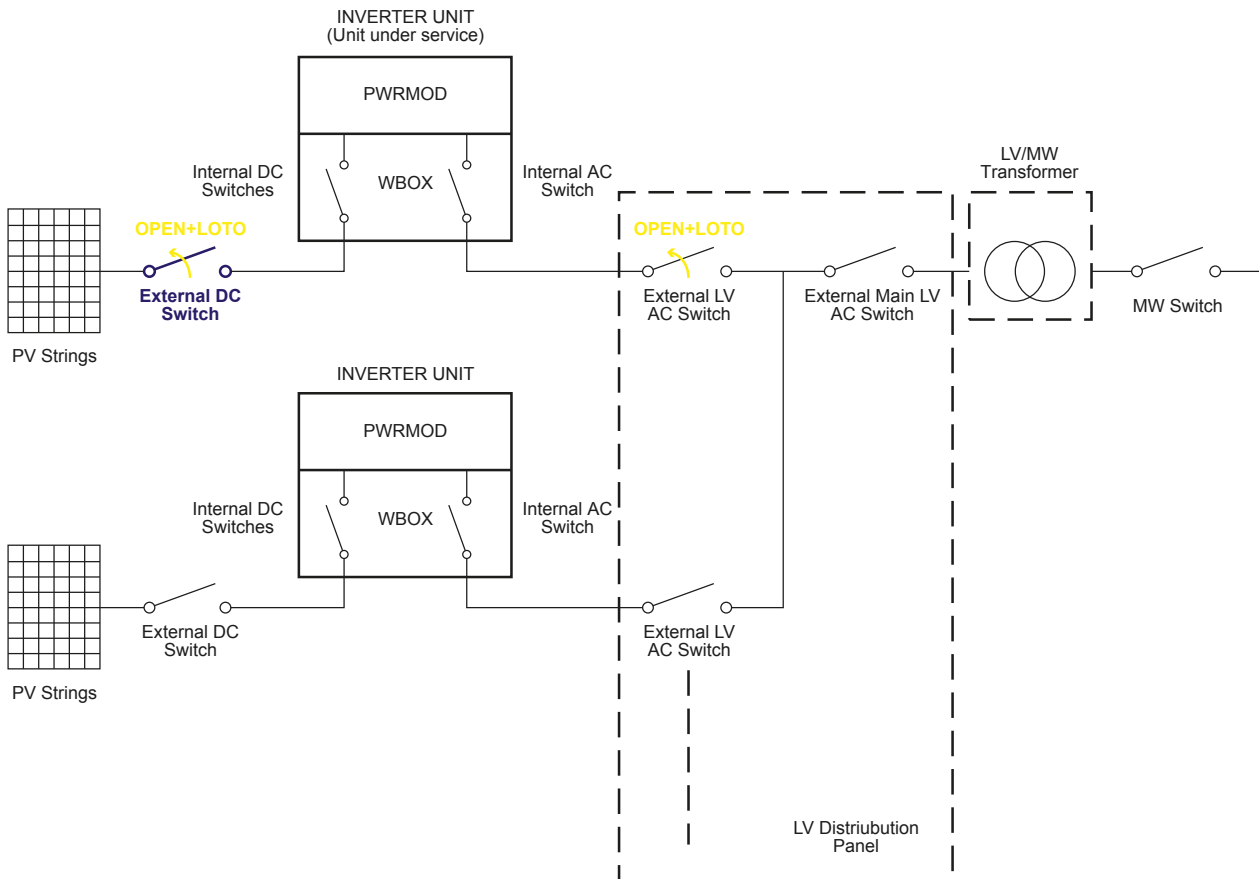 INVERTER UNIT
(Unit under service)
PWRMOD
Internal DC
Switches
WBOX
Internal AC
Switch
LV/MW
Transformer
OPEN+LOTO
External DC
Switch
PV Strings
OPEN+LOTO
External LV
AC Switch
External Main LV
AC Switch
MW Switch
INVERTER UNIT
PWRMOD
Internal DC
Switches
WBOX
Internal AC
Switch
External DC
Switch
PV Strings
External LV
AC Switch
LV Distriubution
Panel